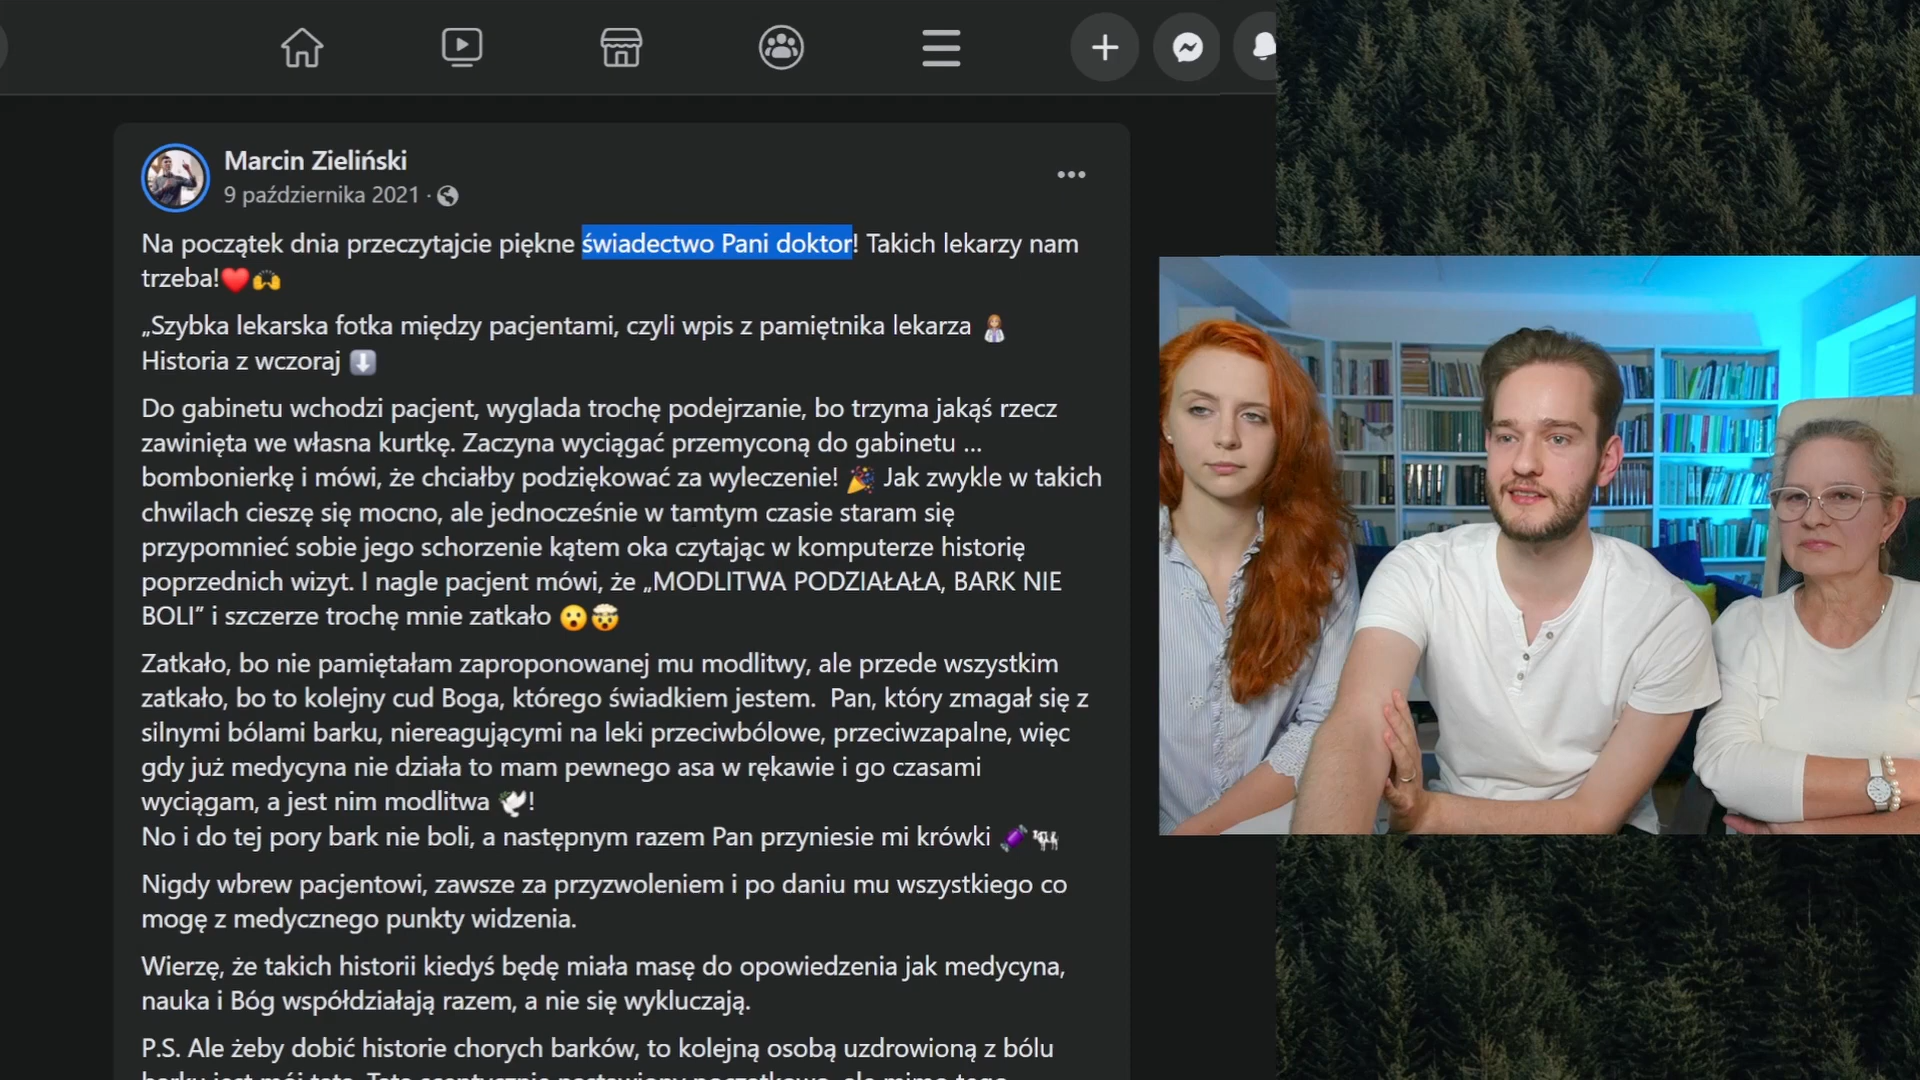 Marcin Zieliński
9 października 2021 ·
Na początek dnia przeczytajcie piękne świadectwo Pani doktor! Takich lekarzy nam
trzeba!❤️🙌
„Szybka lekarska fotka między pacjentami, czyli wpis z pamiętnika lekarza 👩‍⚕️
Historia z wczoraj ⬇️
Do gabinetu wchodzi pacjent, wyglada trochę podejrzanie, bo trzyma jakąś rzecz
zawinięta we własna kurtkę. Zaczyna wyciągać przemyconą do gabinetu ...
bombonierkę i mówi, że chciałby podziękować za wyleczenie! 🎉 Jak zwykle w takich
chwilach cieszę się mocno, ale jednocześnie w tamtym czasie staram się
przypomnieć sobie jego schorzenie kątem oka czytając w komputerze historię
poprzednich wizyt. I nagle pacjent mówi, że „MODLITWA PODZIAŁAŁA, BARK NIE
BOLI” i szczerze trochę mnie zatkało 😮🤯
Zatkało, bo nie pamiętałam zaproponowanej mu modlitwy, ale przede wszystkim
zatkało, bo to kolejny cud Boga, którego świadkiem jestem. Pan, który zmagał się z
silnymi bólami barku, niereagującymi na leki przeciwbólowe, przeciwzapalne, więc
gdy już medycyna nie działa to mam pewnego asa w rękawie i go czasami
wyciągam, a jest nim modlitwa 🕊️!
No i do tej pory bark nie boli, a następnym razem Pan przyniesie mi krówki 🍬🐄
Nigdy wbrew pacjentowi, zawsze za przyzwoleniem i po daniu mu wszystkiego co
mogę z medycznego punkty widzenia.
Wierzę, że takich historii kiedyś będę miała masę do opowiedzenia jak medycyna,
nauka i Bóg współdziałają razem, a nie się wykluczają.
P.S. Ale żeby dobić historie chorych barków, to kolejną osobą uzdrowioną z bólu